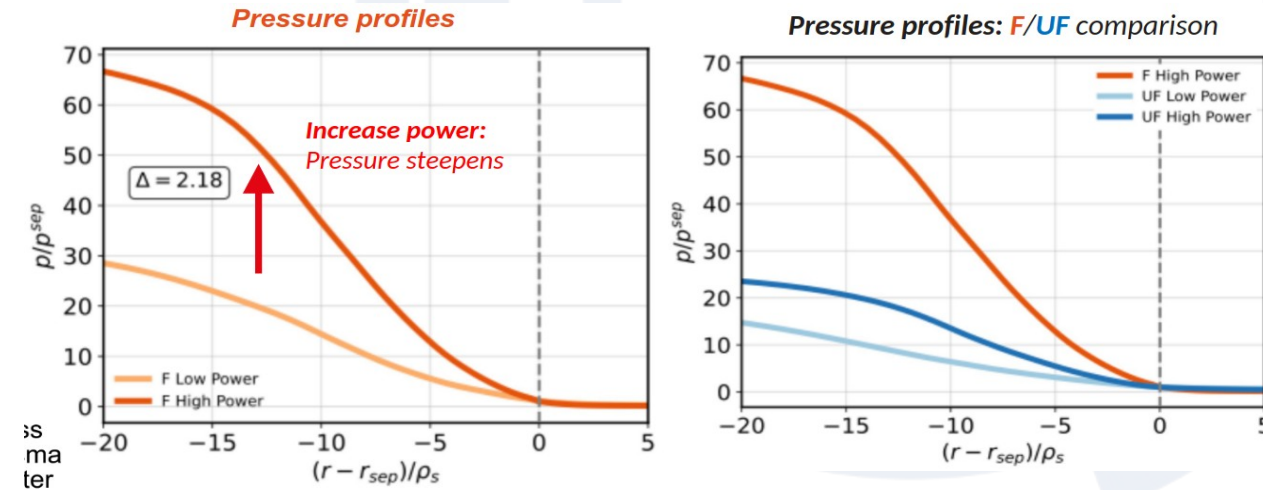 Pressure profiles
70
60
50
40
30
20
10
0
p/p^sep
Δ = 2.18
Increase power:
Pressure steepens
F Low Power
F High Power
−20 −15 −10 −5 0 5
(r − r_sep)/ρ_s
ss
ma
ter
Pressure profiles: F/UF comparison
70
60
50
40
30
20
10
0
p/p^sep
F High Power
UF Low Power
UF High Power
−20 −15 −10 −5 0 5
(r − r_sep)/ρ_s